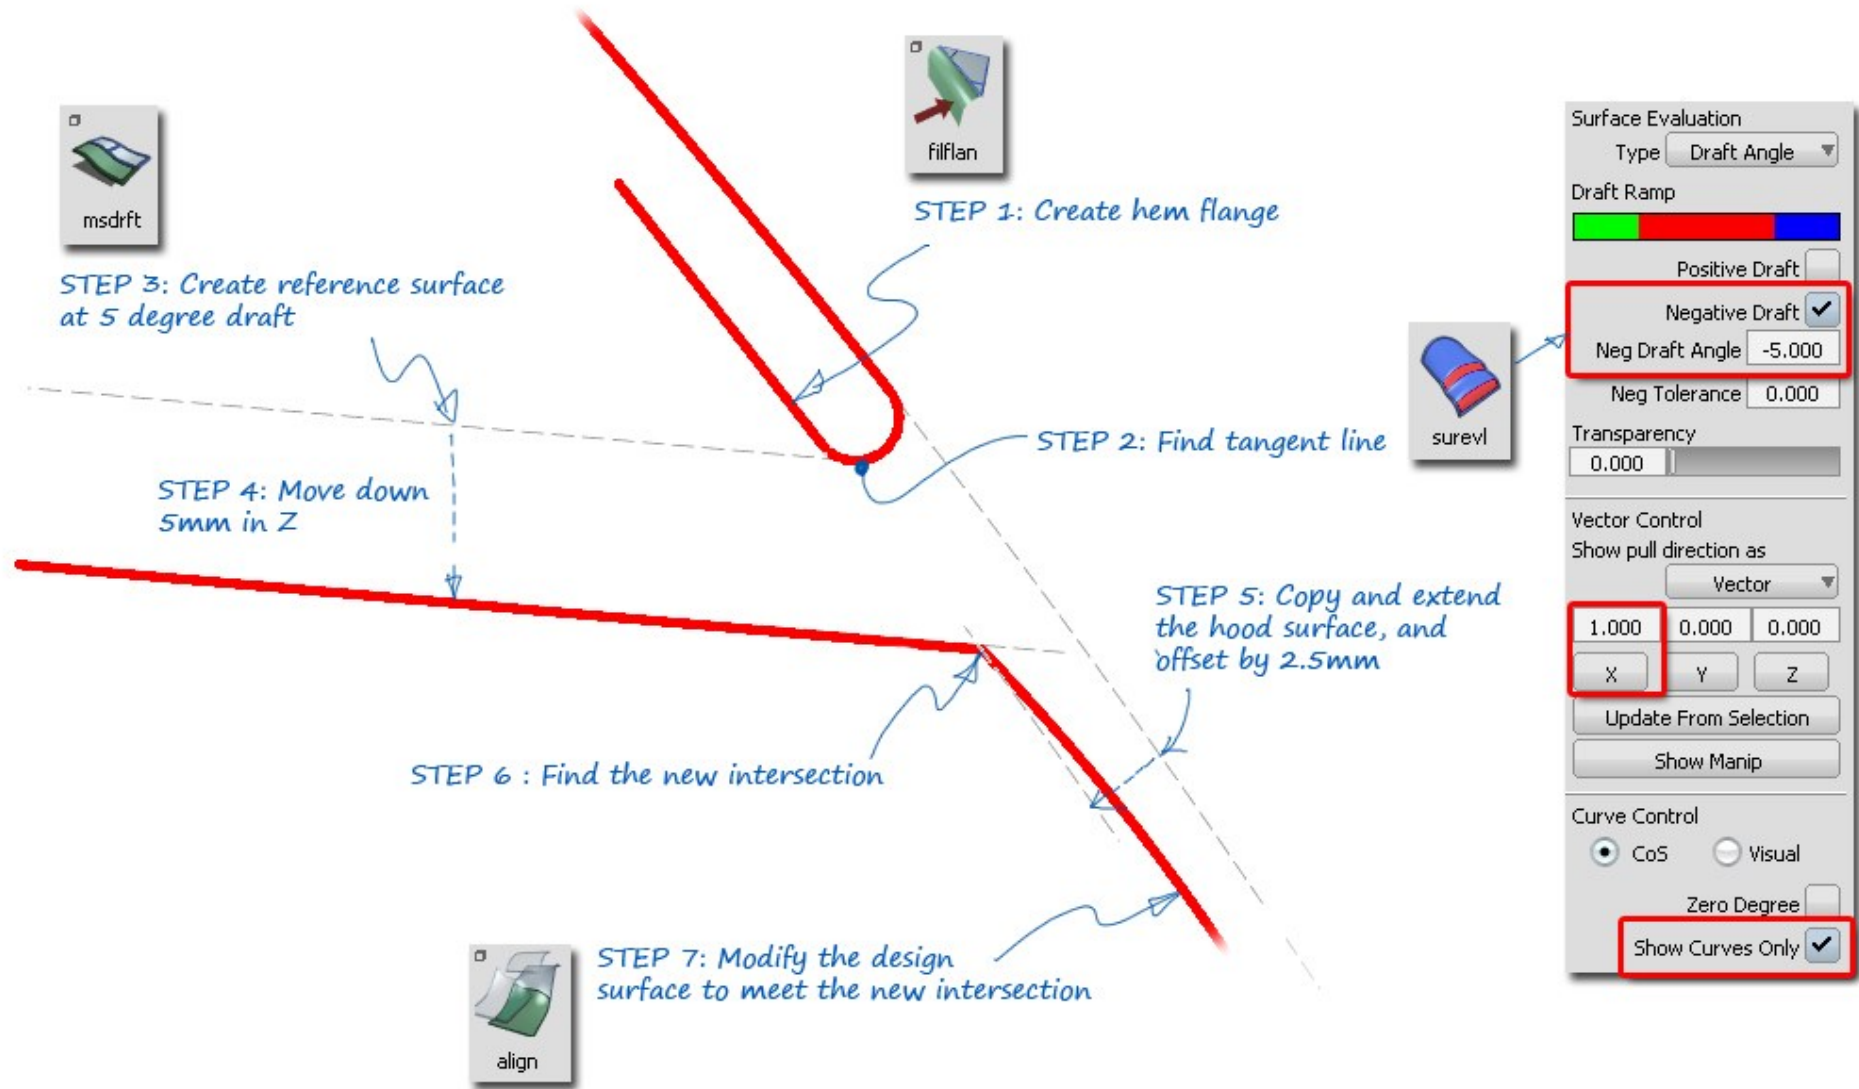 filflan
msdrft
STEP 1: Create hem flange
STEP 3: Create reference surface
at 5 degree draft
STEP 2: Find tangent line
surevl
STEP 4: Move down
5mm in Z
STEP 5: Copy and extend
the hood surface, and
offset by 2.5mm
STEP 6 : Find the new intersection
STEP 7: Modify the design
surface to meet the new intersection
align
Surface Evaluation
Type Draft Angle
Draft Ramp
Positive Draft
Negative Draft
Neg Draft Angle -5.000
Neg Tolerance 0.000
Transparency
0.000
Vector Control
Show pull direction as
Vector
1.000 0.000 0.000
X Y Z
Update From Selection
Show Manip
Curve Control
CoS Visual
Zero Degree
Show Curves Only